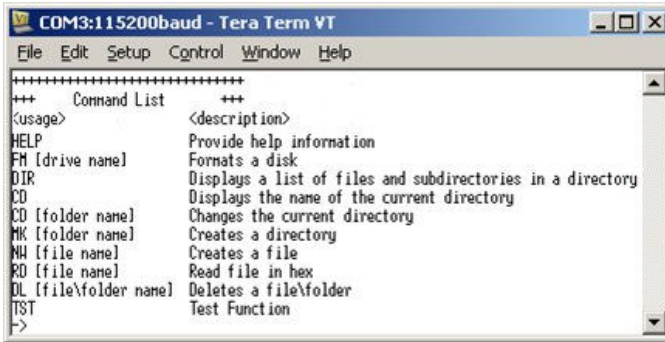 COM3:115200baud - Tera Term VT
File Edit Setup Control Window Help
++++++++++++++++++++++++++++++
+++ Command List +++
<usage> <description>
HELP Provide help information
FM [drive name] Formats a disk
DIR Displays a list of files and subdirectories in a directory
CD Displays the name of the current directory
CD [folder name] Changes the current directory
MK [folder name] Creates a directory
NW [file name] Creates a file
RD [file name] Read file in hex
DL [file\folder name] Deletes a file\folder
TST Test Function
->